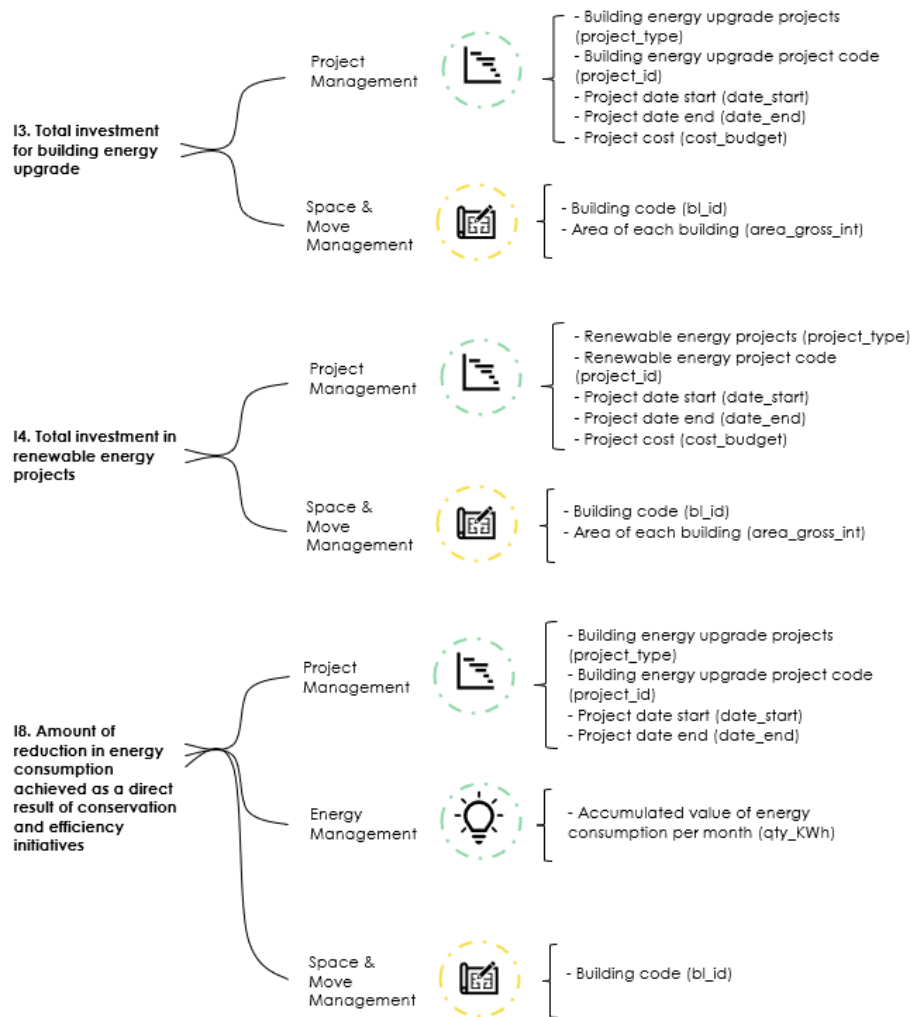 I3. Total investment
for building energy
upgrade
Project
Management
- Building energy upgrade projects
(project_type)
- Building energy upgrade project code
(project_id)
- Project date start (date_start)
- Project date end (date_end)
- Project cost (cost_budget)
Space &
Move
Management
- Building code (bl_id)
- Area of each building (area_gross_int)
I4. Total investment in
renewable energy
projects
Project
Management
- Renewable energy projects (project_type)
- Renewable energy project code
(project_id)
- Project date start (date_start)
- Project date end (date_end)
- Project cost (cost_budget)
Space &
Move
Management
- Building code (bl_id)
- Area of each building (area_gross_int)
I8. Amount of
reduction in energy
consumption
achieved as a direct
result of conservation
and efficiency
initiatives
Project
Management
- Building energy upgrade projects
(project_type)
- Building energy upgrade project code
(project_id)
- Project date start (date_start)
- Project date end (date_end)
Energy
Management
- Accumulated value of energy
consumption per month (qty_KWh)
Space &
Move
Management
- Building code (bl_id)